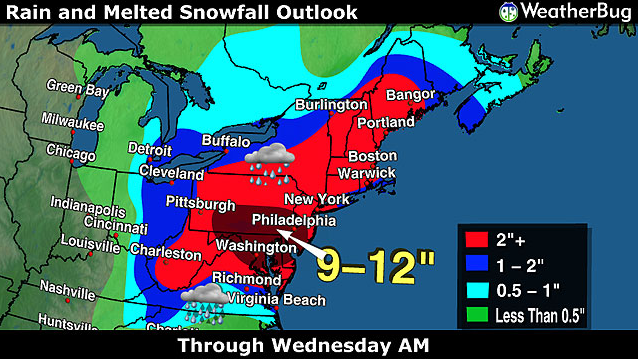 Rain and Melted Snowfall Outlook
WeatherBug
Green Bay
Milwaukee
Chicago
Detroit
Buffalo
Burlington
Bangor
Portland
Cleveland
Boston
Warwick
Indianapolis
Pittsburgh
New York
Cincinnati
Philadelphia
Louisville
Charleston
Washington
9–12"
Nashville
Richmond
Virginia Beach
Huntsville
Charlotte
2"+
1 – 2"
0.5 – 1"
Less Than 0.5"
Through Wednesday AM